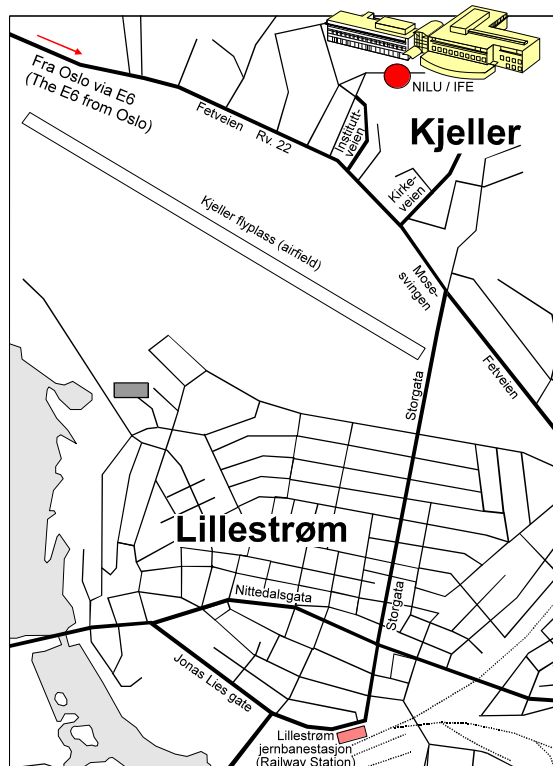 Fra Oslo via E6
(The E6 from Oslo)
Fetveien
Rv. 22
NILU / IFE
Institutt-
veien
Kjeller
Kirke-
veien
Kjeller flyplass (airfield)
Mose-
svingen
Storgata
Fetveien
Lillestrøm
Nittedalsgata
Storgata
Jonas Lies gate
Lillestrøm
jernbanestasjon
(Railway Station)